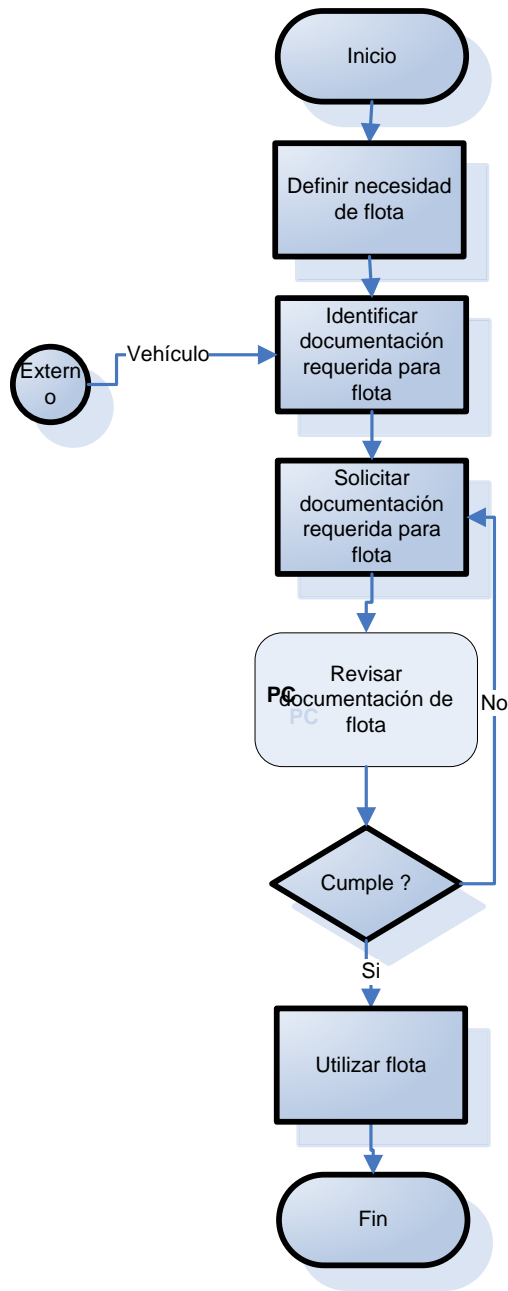 Inicio
Definir necesidad
de flota
Identificar
documentación
requerida para
flota
Vehículo
Extern
o
Solicitar
documentación
requerida para
flota
Revisar
documentación de
flota
PC
PC
No
Cumple ?
Si
Utilizar flota
Fin